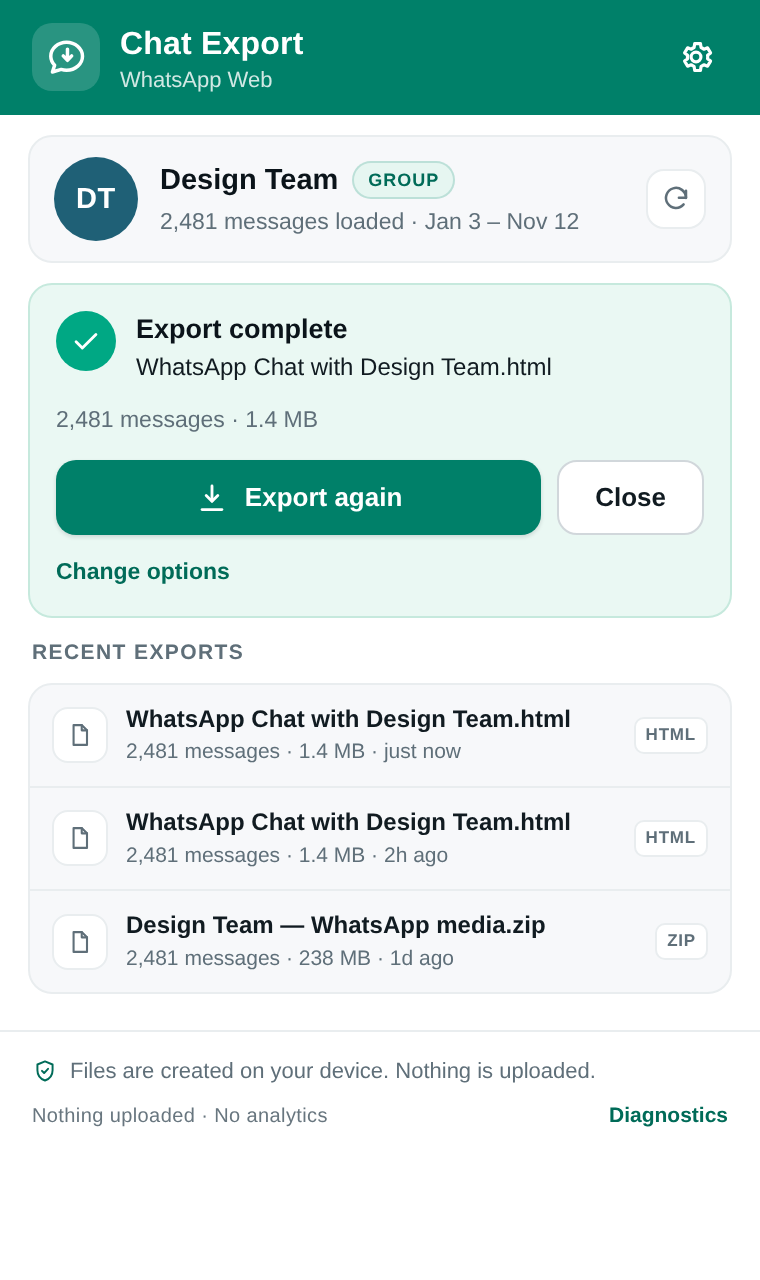 Chat Export
WhatsApp Web
DT
Design Team GROUP
2,481 messages loaded · Jan 3 – Nov 12
Export complete
WhatsApp Chat with Design Team.html
2,481 messages · 1.4 MB
Export again
Close
Change options
RECENT EXPORTS
WhatsApp Chat with Design Team.html
2,481 messages · 1.4 MB · just now
HTML
WhatsApp Chat with Design Team.html
2,481 messages · 1.4 MB · 2h ago
HTML
Design Team — WhatsApp media.zip
2,481 messages · 238 MB · 1d ago
ZIP
Files are created on your device. Nothing is uploaded.
Nothing uploaded · No analytics
Diagnostics